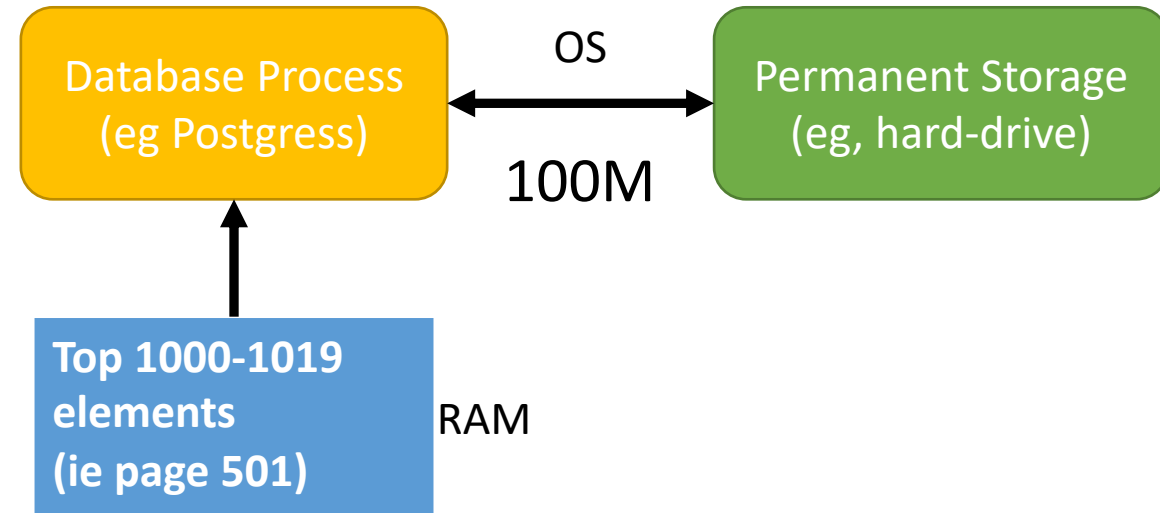 Database Process
(eg Postgress)
OS
100M
Permanent Storage
(eg, hard-drive)
Top 1000-1019
elements
(ie page 501)
RAM